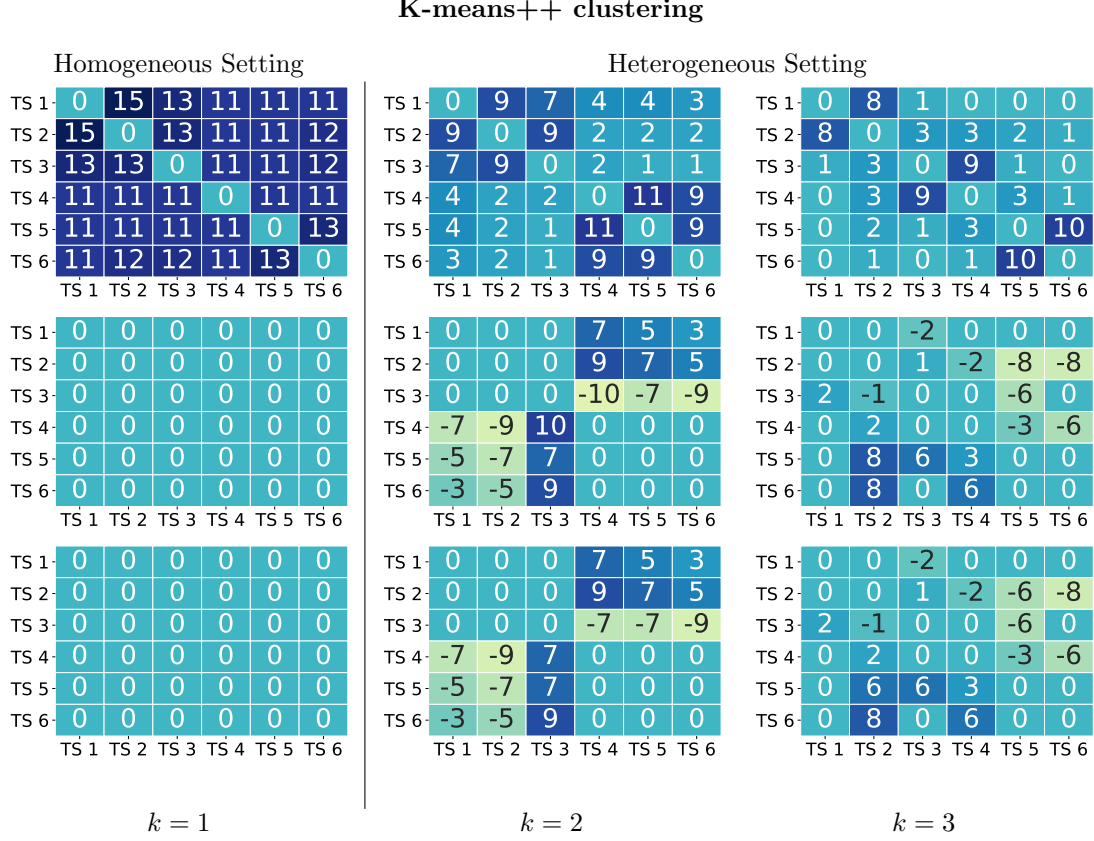 K-means++ clustering
Homogeneous Setting Heterogeneous Setting
TS 1 0 15 13 11 11 11 TS 1 0 9 7 4 4 3 TS 1 0 8 1 0 0 0
TS 2 15 0 13 11 11 12 TS 2 9 0 9 2 2 2 TS 2 8 0 3 3 2 1
TS 3 13 13 0 11 11 12 TS 3 7 9 0 2 1 1 TS 3 1 3 0 9 1 0
TS 4 11 11 11 0 11 11 TS 4 4 2 2 0 11 9 TS 4 0 3 9 0 3 1
TS 5 11 11 11 11 0 13 TS 5 4 2 1 11 0 9 TS 5 0 2 1 3 0 10
TS 6 11 12 12 11 13 0 TS 6 3 2 1 9 9 0 TS 6 0 1 0 1 10 0
TS 1 TS 2 TS 3 TS 4 TS 5 TS 6 TS 1 TS 2 TS 3 TS 4 TS 5 TS 6 TS 1 TS 2 TS 3 TS 4 TS 5 TS 6
TS 1 0 0 0 0 0 0 TS 1 0 0 0 7 5 3 TS 1 0 0 -2 0 0 0
TS 2 0 0 0 0 0 0 TS 2 0 0 0 9 7 5 TS 2 0 0 1 -2 -8 -8
TS 3 0 0 0 0 0 0 TS 3 0 0 0 -10 -7 -9 TS 3 2 -1 0 0 -6 0
TS 4 0 0 0 0 0 0 TS 4 -7 -9 10 0 0 0 TS 4 0 2 0 0 -3 -6
TS 5 0 0 0 0 0 0 TS 5 -5 -7 7 0 0 0 TS 5 0 8 6 3 0 0
TS 6 0 0 0 0 0 0 TS 6 -3 -5 9 0 0 0 TS 6 0 8 0 6 0 0
TS 1 TS 2 TS 3 TS 4 TS 5 TS 6 TS 1 TS 2 TS 3 TS 4 TS 5 TS 6 TS 1 TS 2 TS 3 TS 4 TS 5 TS 6
TS 1 0 0 0 0 0 0 TS 1 0 0 0 7 5 3 TS 1 0 0 -2 0 0 0
TS 2 0 0 0 0 0 0 TS 2 0 0 0 9 7 5 TS 2 0 0 1 -2 -6 -8
TS 3 0 0 0 0 0 0 TS 3 0 0 0 -7 -7 -9 TS 3 2 -1 0 0 -6 0
TS 4 0 0 0 0 0 0 TS 4 -7 -9 7 0 0 0 TS 4 0 2 0 0 -3 -6
TS 5 0 0 0 0 0 0 TS 5 -5 -7 7 0 0 0 TS 5 0 6 6 3 0 0
TS 6 0 0 0 0 0 0 TS 6 -3 -5 9 0 0 0 TS 6 0 8 0 6 0 0
TS 1 TS 2 TS 3 TS 4 TS 5 TS 6 TS 1 TS 2 TS 3 TS 4 TS 5 TS 6 TS 1 TS 2 TS 3 TS 4 TS 5 TS 6
k = 1 k = 2 k = 3